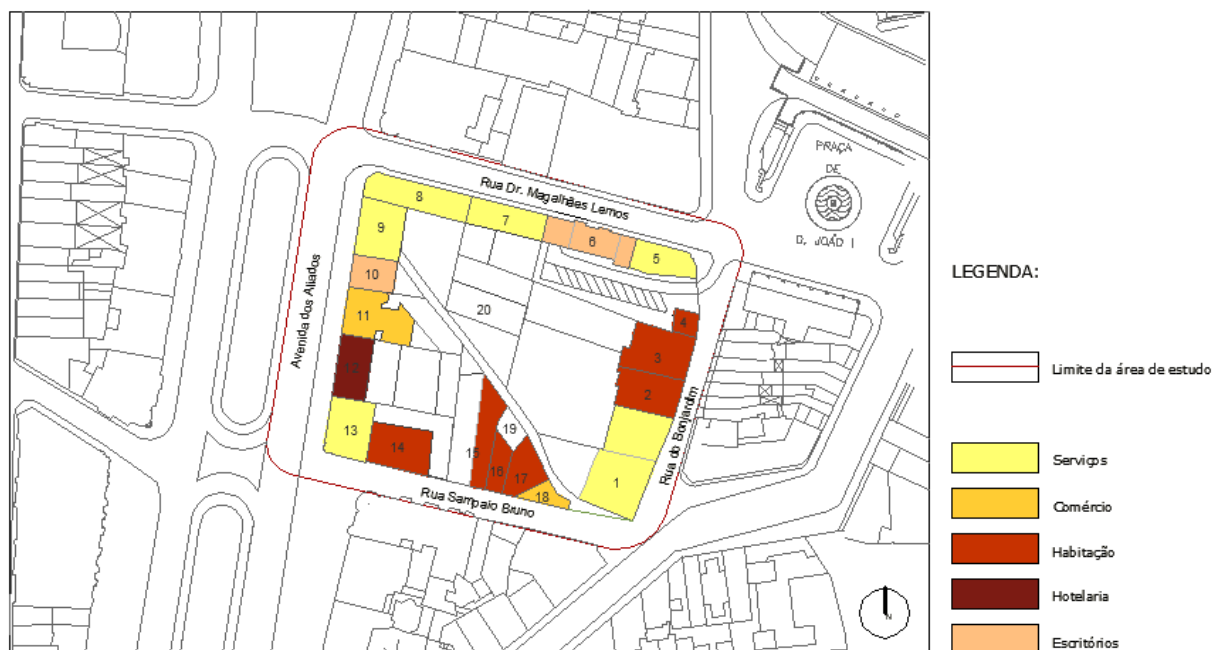 PRAÇA
DE
D. JOÃO I
Rua Dr. Magalhães Lemos
8
7
6
5
9
10
Avenida dos Aliados
11
20
4
3
2
13
14
15
16
17
19
18
1
Rua do Bonjardim
Rua Sampaio Bruno
N
LEGENDA:
Limite da área de estudo
Serviços
Comércio
Habitação
Hotelaria
Escritórios